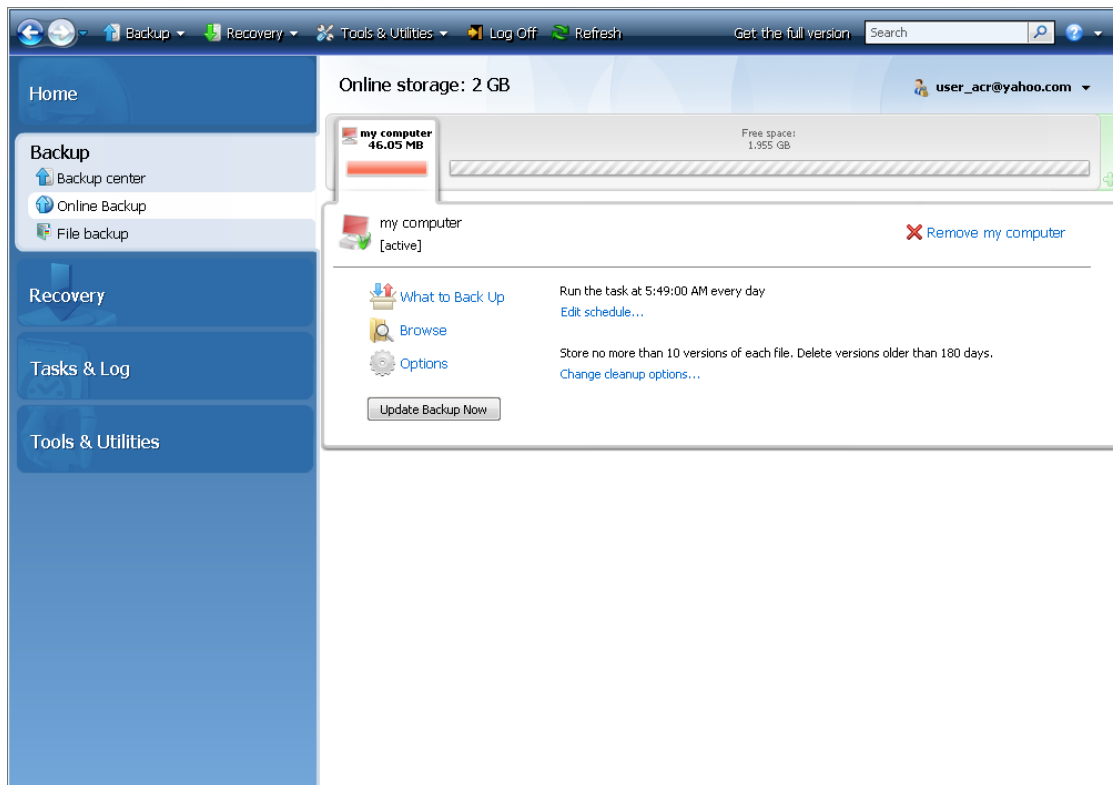 Backup
Recovery
Tools & Utilities
Log Off
Refresh
Get the full version
Search
Home
Backup
Backup center
Online Backup
File backup
Recovery
Tasks & Log
Tools & Utilities
Online storage: 2 GB
user_acr@yahoo.com
my computer
46.05 MB
Free space:
1.955 GB
my computer
[active]
Remove my computer
What to Back Up
Browse
Options
Update Backup Now
Run the task at 5:49:00 AM every day
Edit schedule...
Store no more than 10 versions of each file. Delete versions older than 180 days.
Change cleanup options...